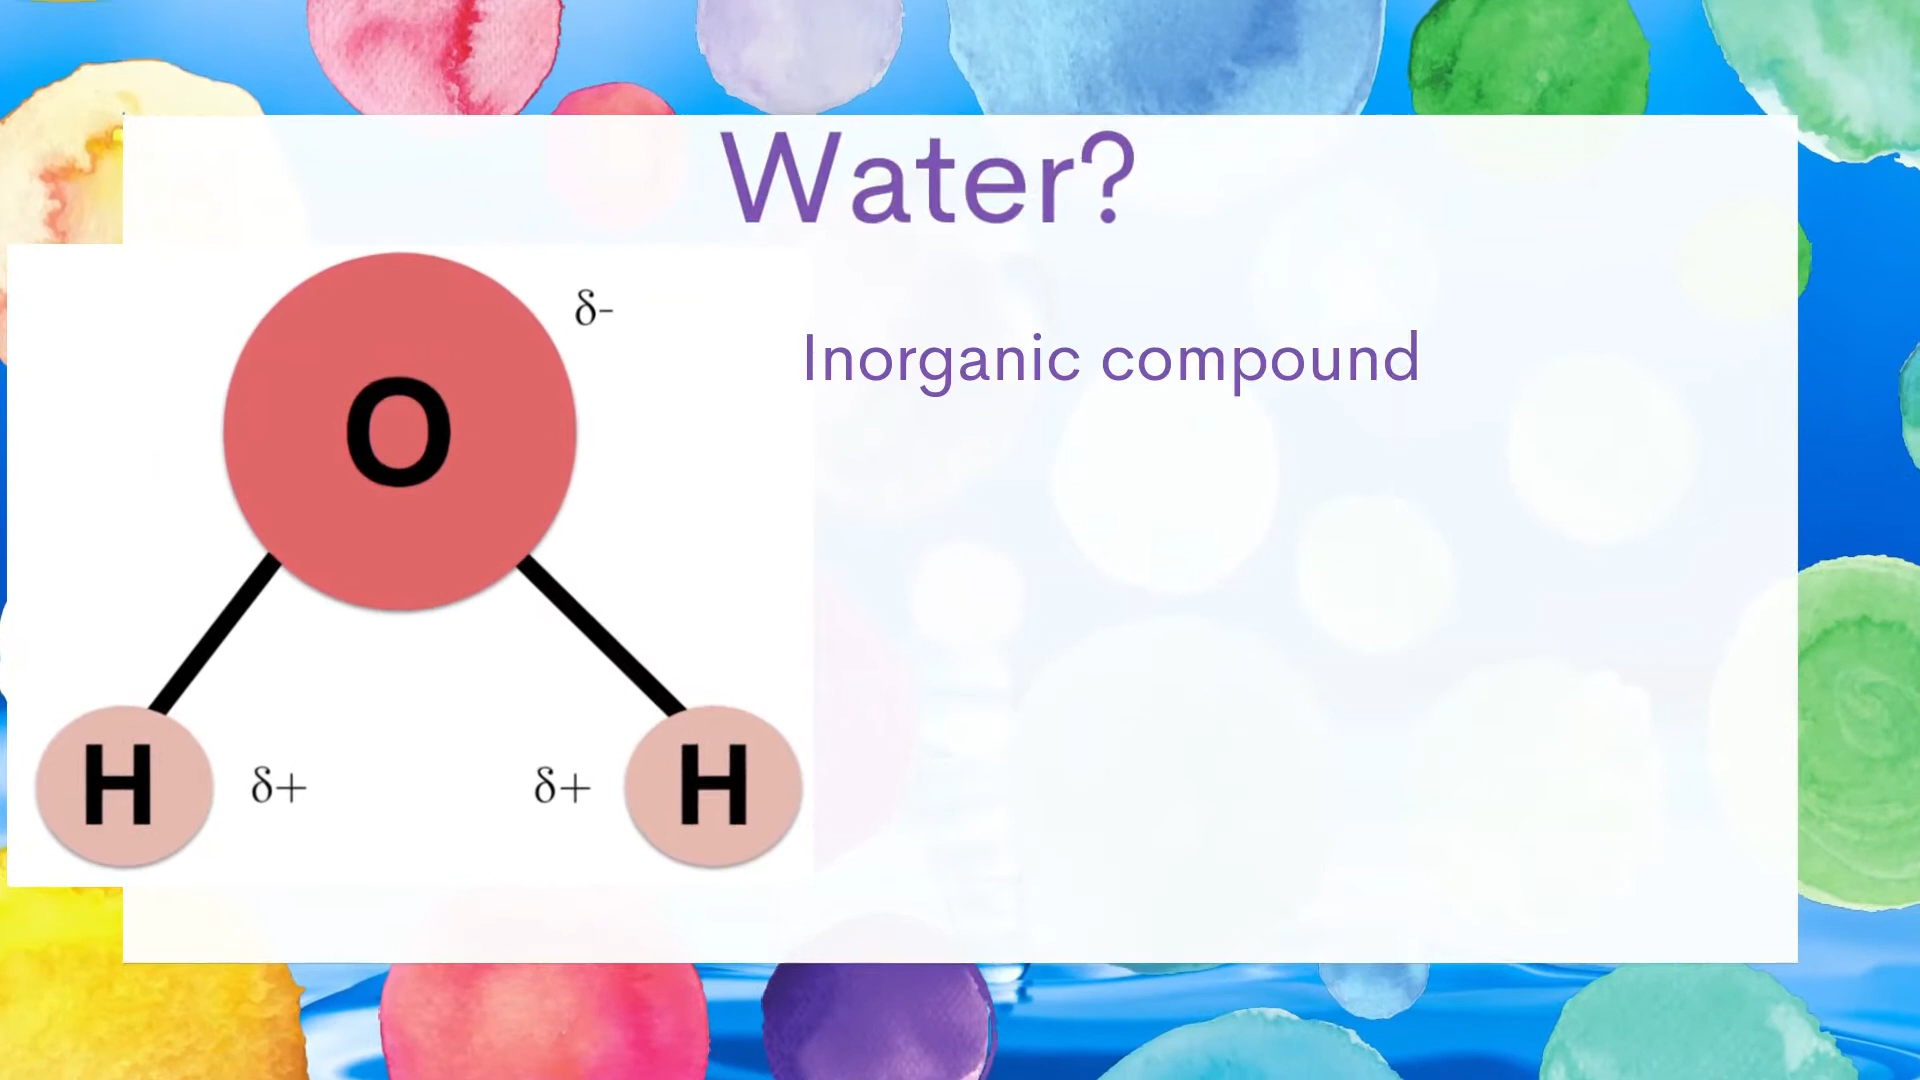 Water?
δ-
O
Inorganic compound
H δ+ δ+ H